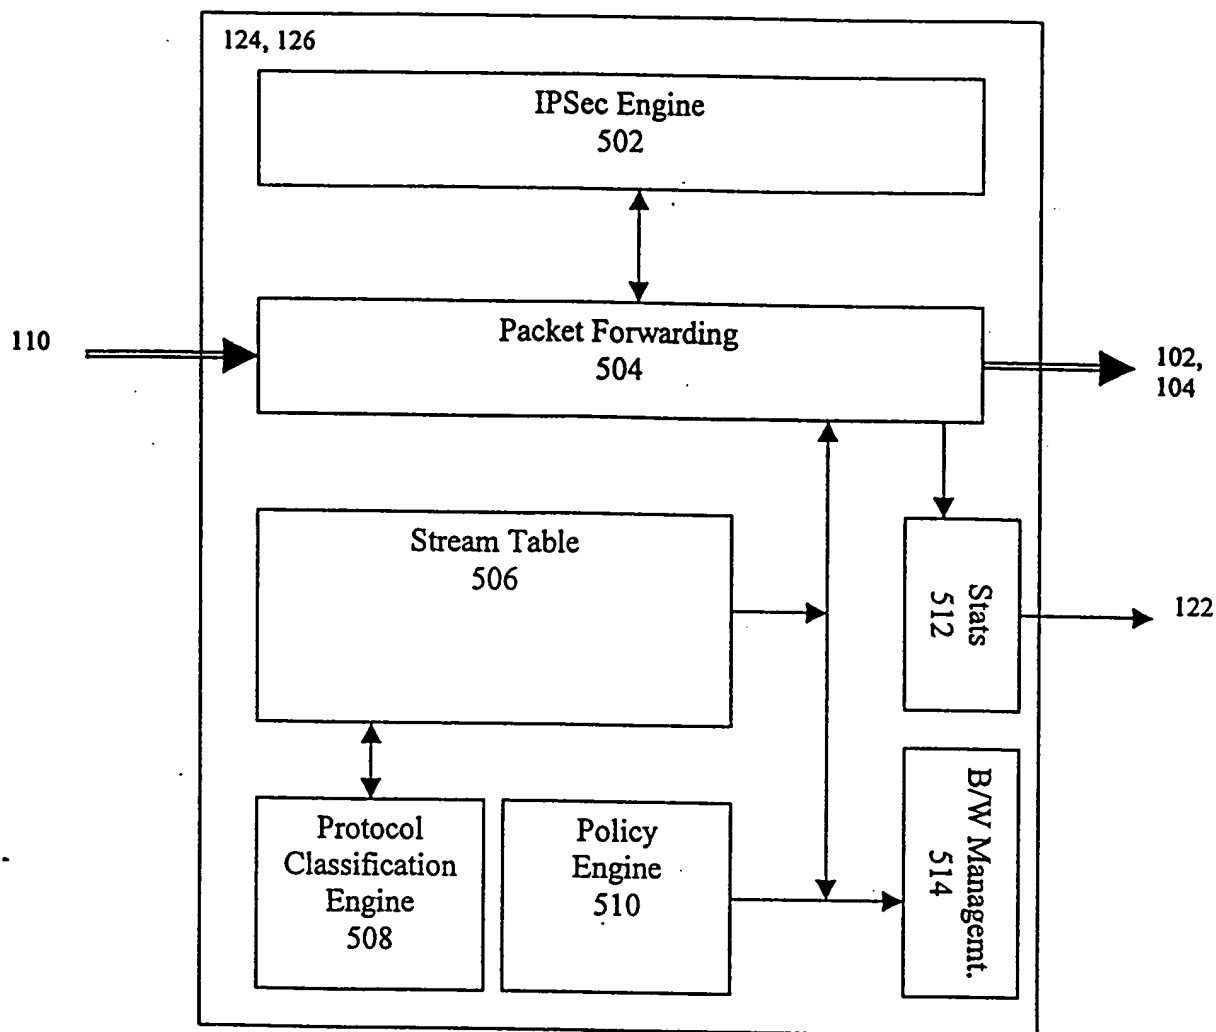 124, 126
IPSec Engine
502
110
Packet Forwarding
504
102,
104
Stream Table
506
Stats
512
122
Protocol
Classification
Engine
508
Policy
Engine
510
B/W Managemt.
514